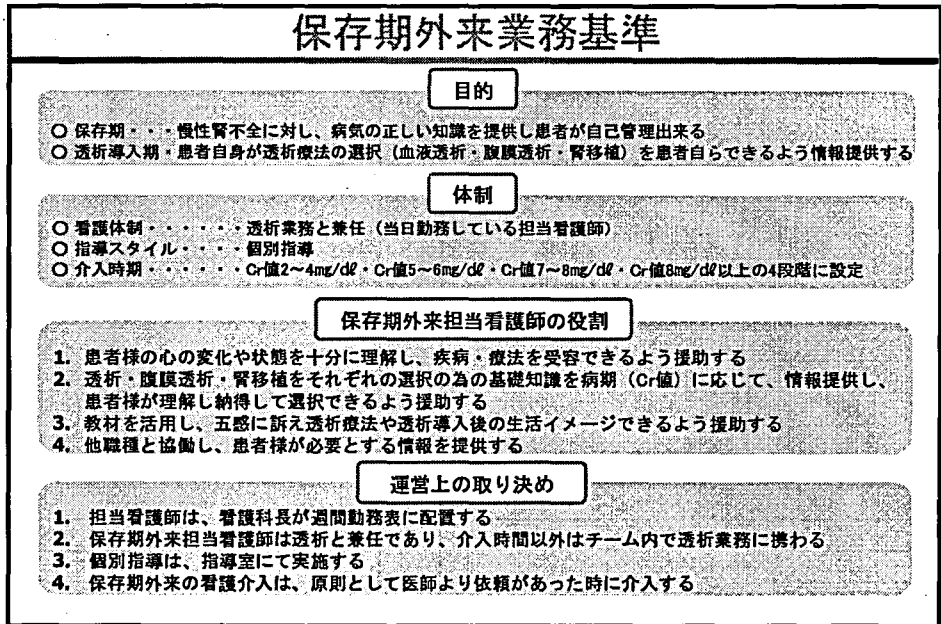 保存期外来業務基準
目的
○ 保存期・・・慢性腎不全に対し、病気の正しい知識を提供し患者が自己管理出来る
○ 透析導入期・患者自身が透析療法の選択（血液透析・腹膜透析・腎移植）を患者自らできるよう情報提供する
体制
○ 看護体制・・・・・・透析業務と兼任（当日勤務している担当看護師）
○ 指導スタイル・・・・個別指導
○ 介入時期・・・・・・Cr値2～4mg/dℓ・Cr値5～6mg/dℓ・Cr値7～8mg/dℓ・Cr値8mg/dℓ以上の4段階に設定
保存期外来担当看護師の役割
1. 患者様の心の変化や状態を十分に理解し、疾病・療法を受容できるよう援助する
2. 透析・腹膜透析・腎移植をそれぞれの選択の為の基礎知識を病期（Cr値）に応じて、情報提供し、
患者様が理解し納得して選択できるよう援助する
3. 教材を活用し、五感に訴え透析療法や透析導入後の生活イメージできるよう援助する
4. 他職種と協働し、患者様が必要とする情報を提供する
運営上の取り決め
1. 担当看護師は、看護科長が週間勤務表に配置する
2. 保存期外来担当看護師は透析と兼任であり、介入時間以外はチーム内で透析業務に携わる
3. 個別指導は、指導室にて実施する
4. 保存期外来の看護介入は、原則として医師より依頼があった時に介入する